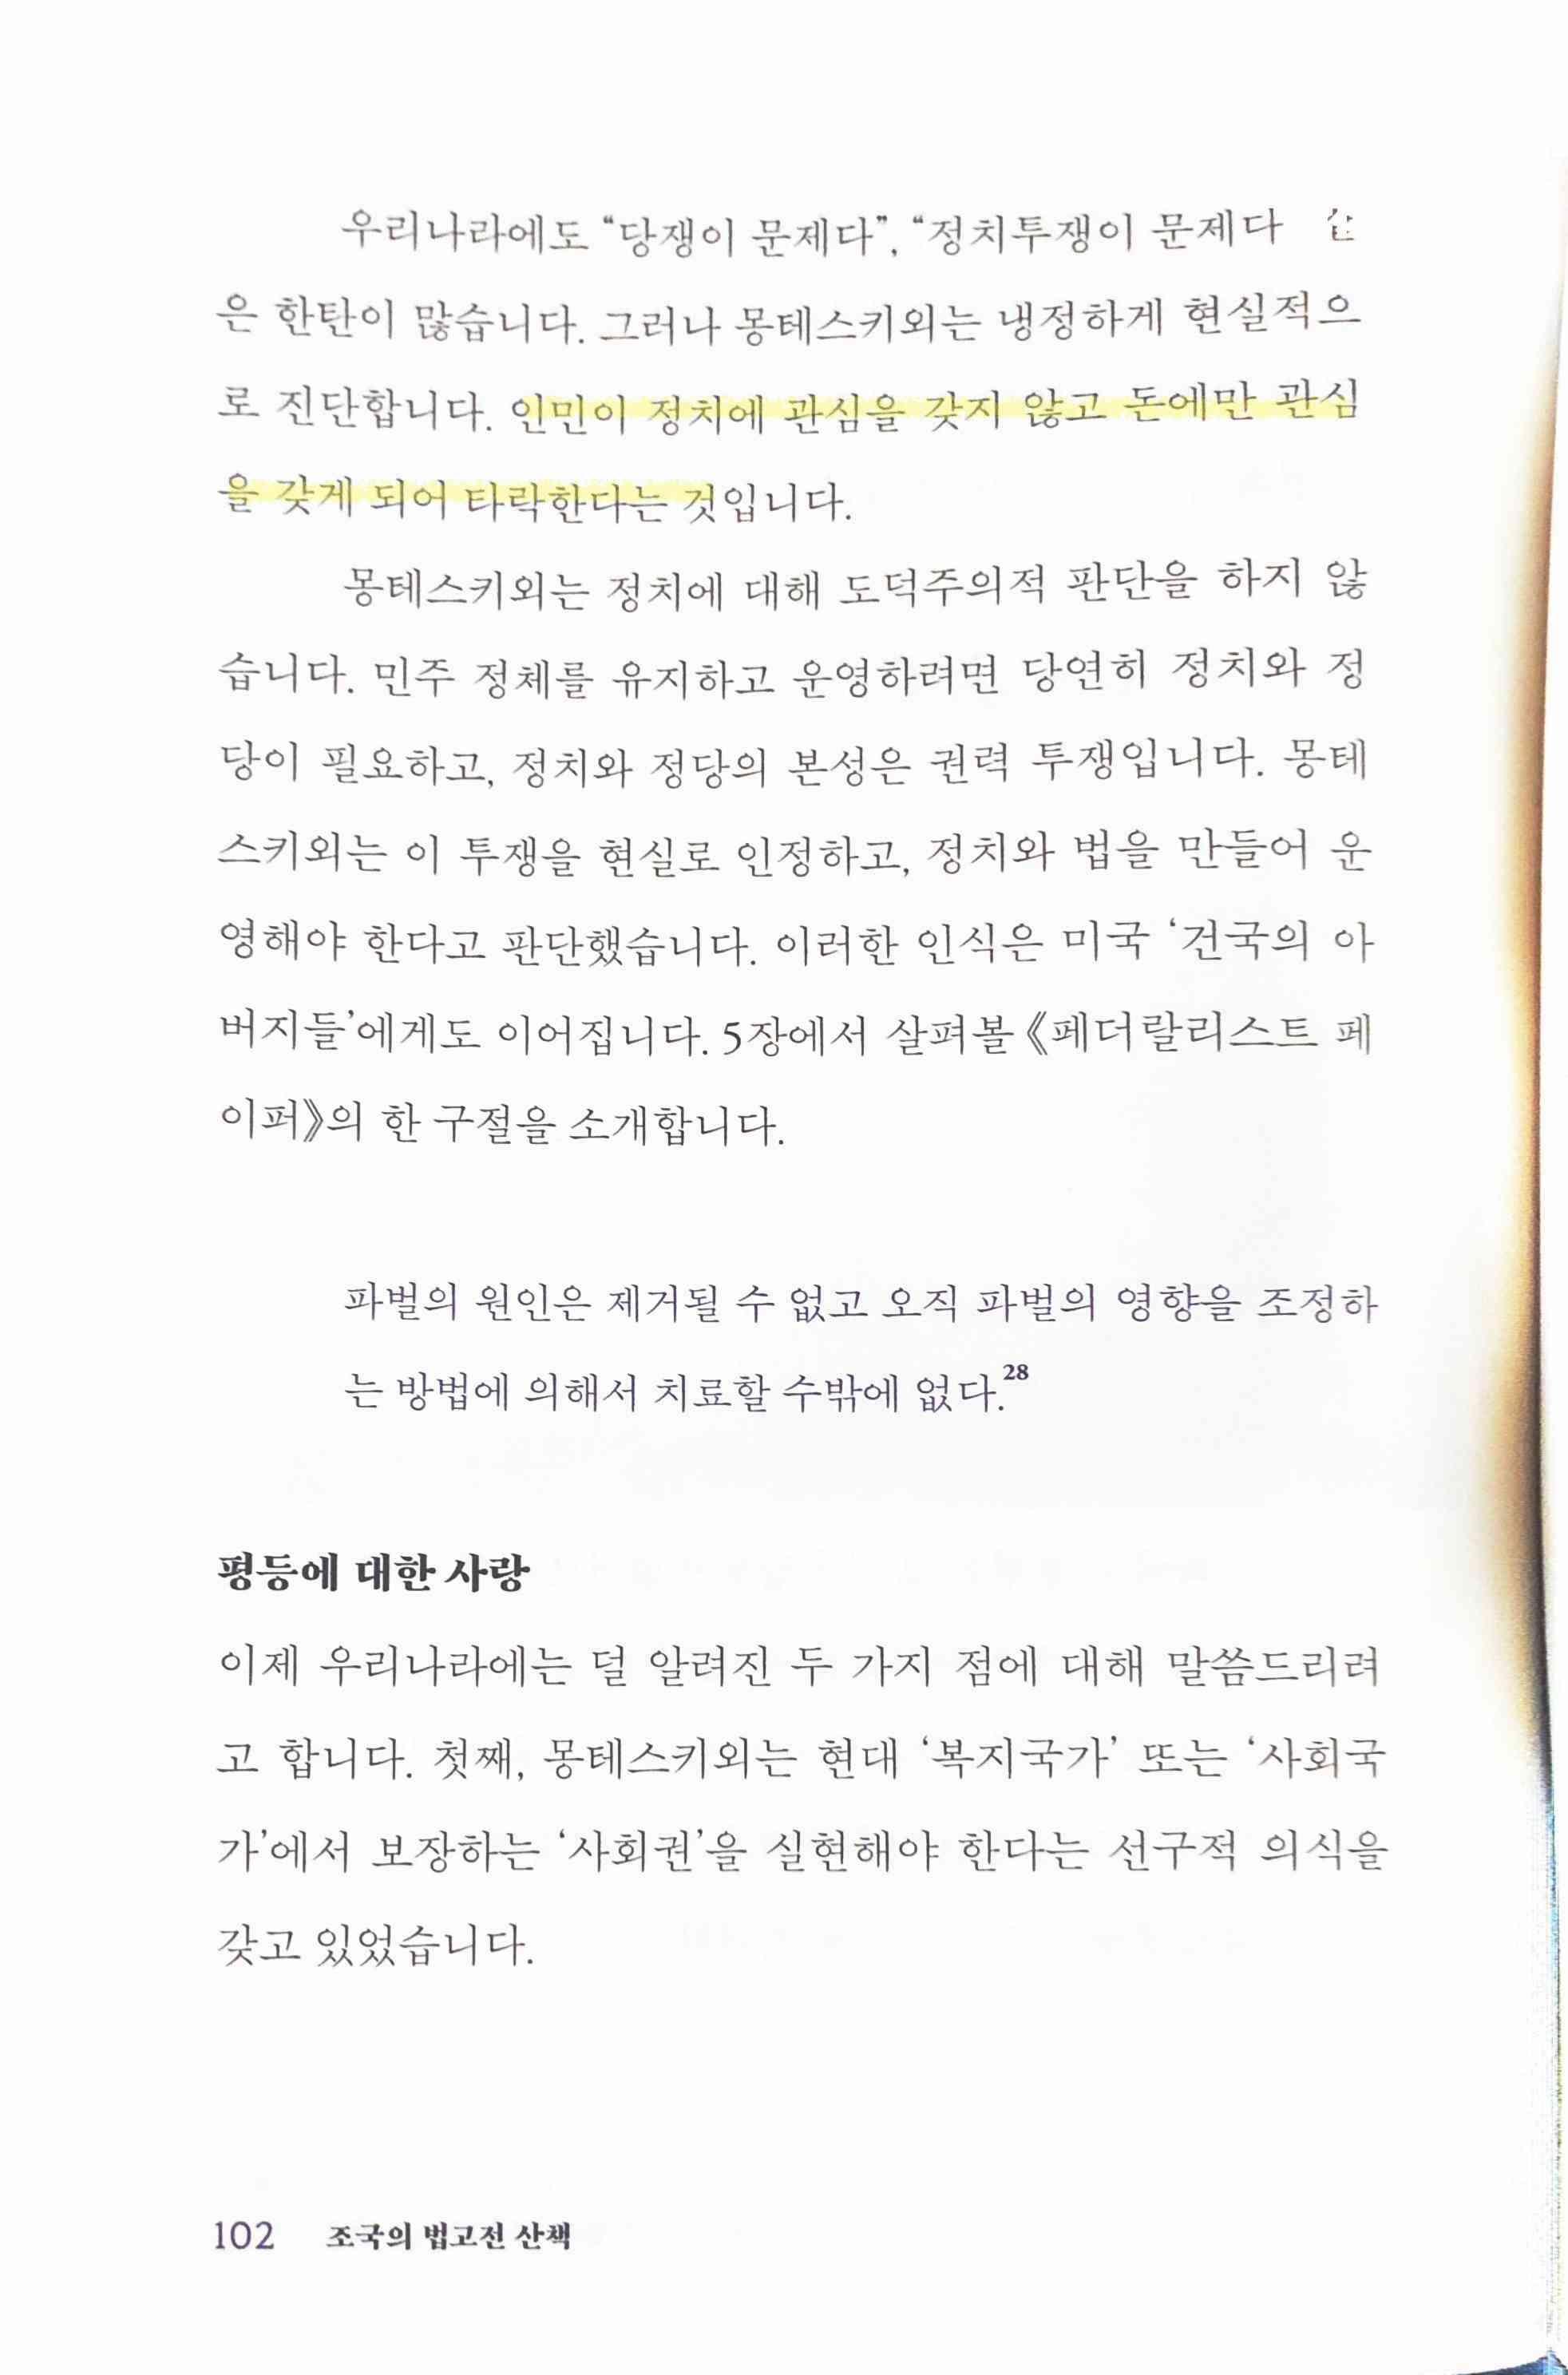 우리나라에도 “당쟁이 문제다”, “정치투쟁이 문제다
은 한탄이 많습니다. 그러나 몽테스키외는 냉정하게 현실적으
로 진단합니다. 인민이 정치에 관심을 갖지 않고 돈에만 관심
을 갖게 되어 타락한다는 것입니다.
몽테스키외는 정치에 대해 도덕주의적 판단을 하지 않
습니다. 민주 정체를 유지하고 운영하려면 당연히 정치와 정
당이 필요하고, 정치와 정당의 본성은 권력 투쟁입니다. 몽테
스키외는 이 투쟁을 현실로 인정하고, 정치와 법을 만들어 운
영해야 한다고 판단했습니다. 이러한 인식은 미국 ‘건국의 아
버지들’에게도 이어집니다. 5장에서 살펴볼 《페더랄리스트 페
이퍼》의 한 구절을 소개합니다.
파벌의 원인은 제거될 수 없고 오직 파벌의 영향을 조정하
는 방법에 의해서 치료할 수밖에 없다.28
평등에 대한 사랑
이제 우리나라에는 덜 알려진 두 가지 점에 대해 말씀드리려
고 합니다. 첫째, 몽테스키외는 현대 ‘복지국가’ 또는 ‘사회국
가’에서 보장하는 ‘사회권’을 실현해야 한다는 선구적 의식을
갖고 있었습니다.
102 조국의 법고전 산책